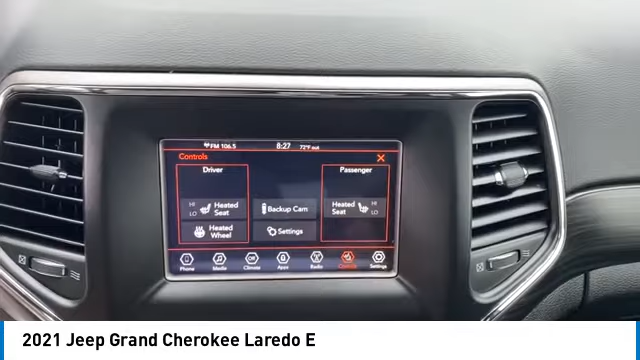 FM 106.5 8:27 72°F out
Controls
Driver Passenger
HI LO Heated Seat
Heated Wheel
Backup Cam
Settings
Heated Seat HI LO
Phone Media Climate Apps Radio Controls Settings
2021 Jeep Grand Cherokee Laredo E